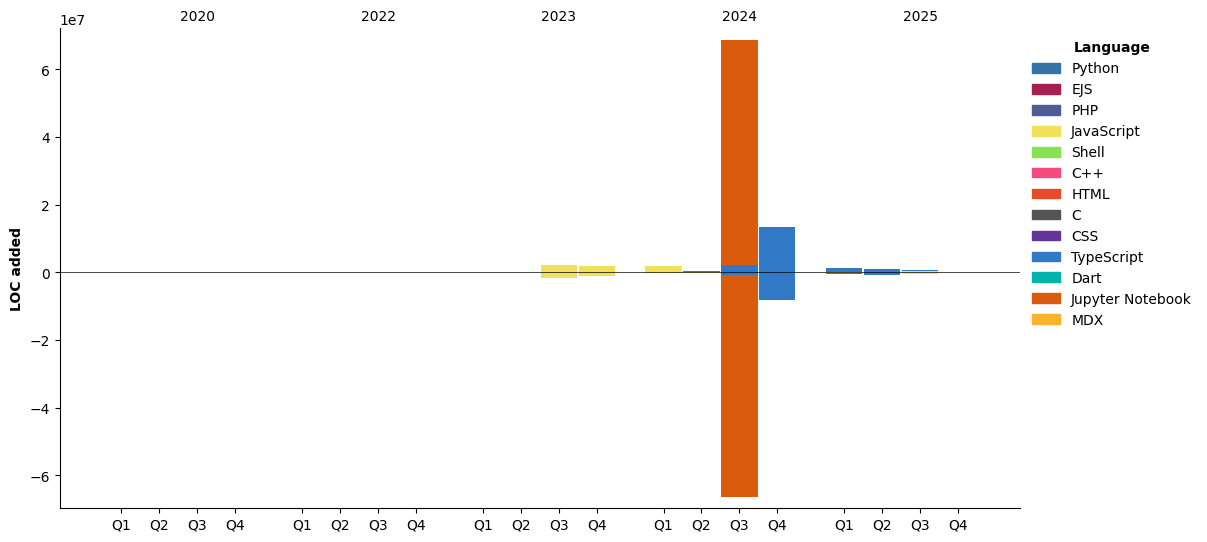 2020 2022 2023 2024 2025
1e7
6
4
2
0
−2
−4
−6
LOC added
Q1 Q2 Q3 Q4 Q1 Q2 Q3 Q4 Q1 Q2 Q3 Q4 Q1 Q2 Q3 Q4 Q1 Q2 Q3 Q4
Language
Python
EJS
PHP
JavaScript
Shell
C++
HTML
C
CSS
TypeScript
Dart
Jupyter Notebook
MDX